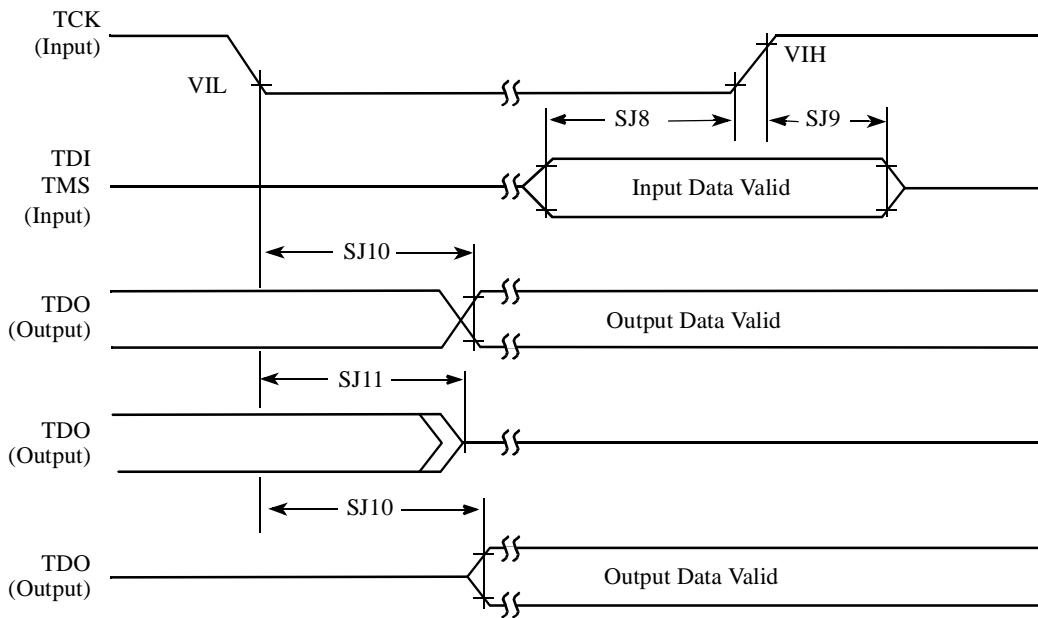 TCK
(Input)
VIL
VIH
SJ8
SJ9
TDI
TMS
(Input)
Input Data Valid
SJ10
TDO
(Output)
Output Data Valid
SJ11
TDO
(Output)
SJ10
TDO
(Output)
Output Data Valid